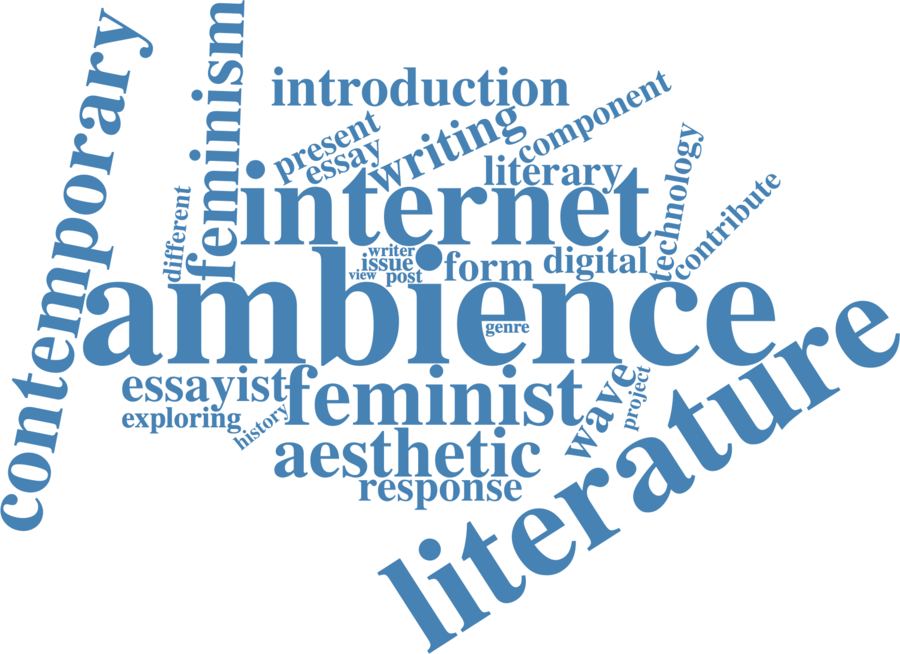 contemporary
feminism
introduction
component
present
writing
essay
literary
technology
internet
contribute
different
writer
issue
form
digital
view
post
ambience
genre
literature
essayist
feminist
wave
project
exploring
history
aesthetic
response